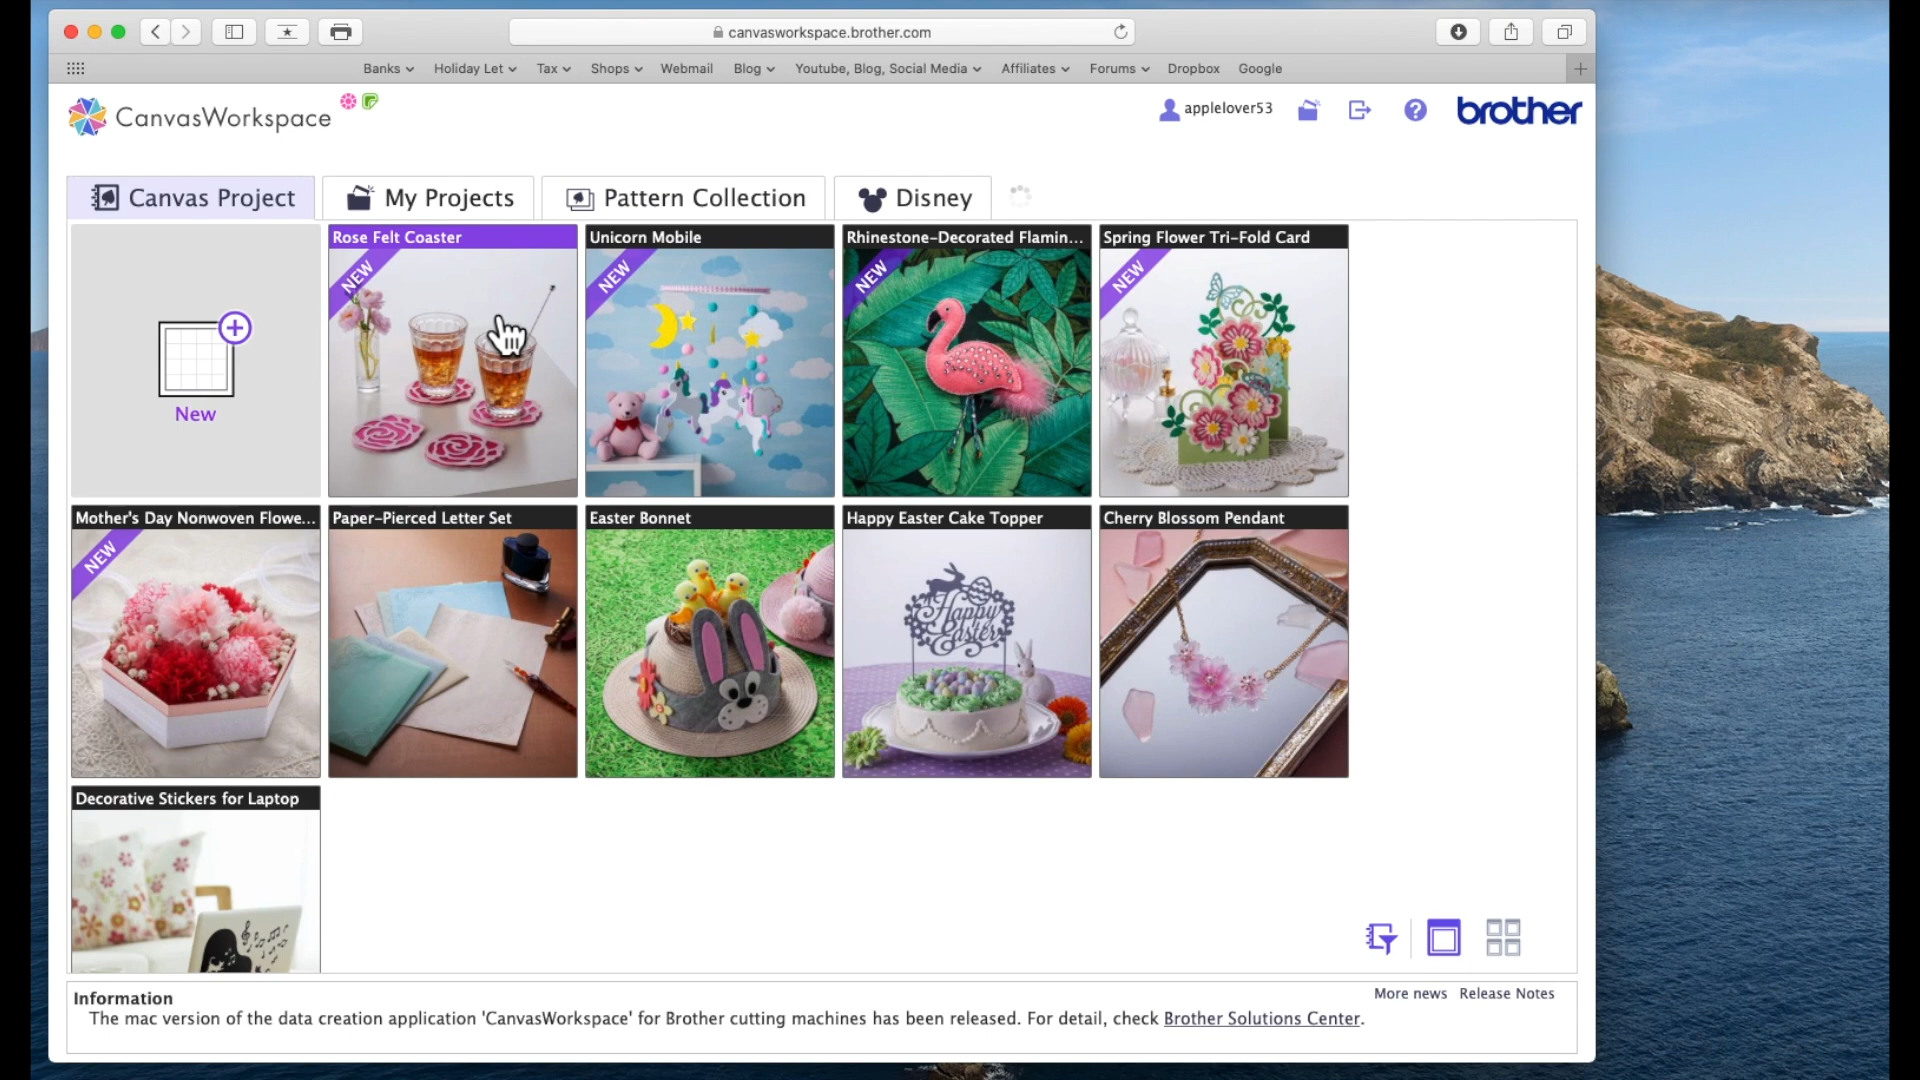 canvasworkspace.brother.com
Banks
Holiday Let
Tax
Shops
Webmail
Blog
Youtube, Blog, Social Media
Affiliates
Forums
Dropbox
Google
CanvasWorkspace
applelover53
?
brother
Canvas Project
My Projects
Pattern Collection
Disney
New
Rose Felt Coaster
NEW
Unicorn Mobile
NEW
Rhinestone-Decorated Flamin...
NEW
Spring Flower Tri-Fold Card
NEW
Mother's Day Nonwoven Flowe...
NEW
Paper-Pierced Letter Set
Easter Bonnet
Happy Easter Cake Topper
Happy
Easter
Cherry Blossom Pendant
Decorative Stickers for Laptop
Information
More news
Release Notes
The mac version of the data creation application 'CanvasWorkspace' for Brother cutting machines has been released. For detail, check Brother Solutions Center.